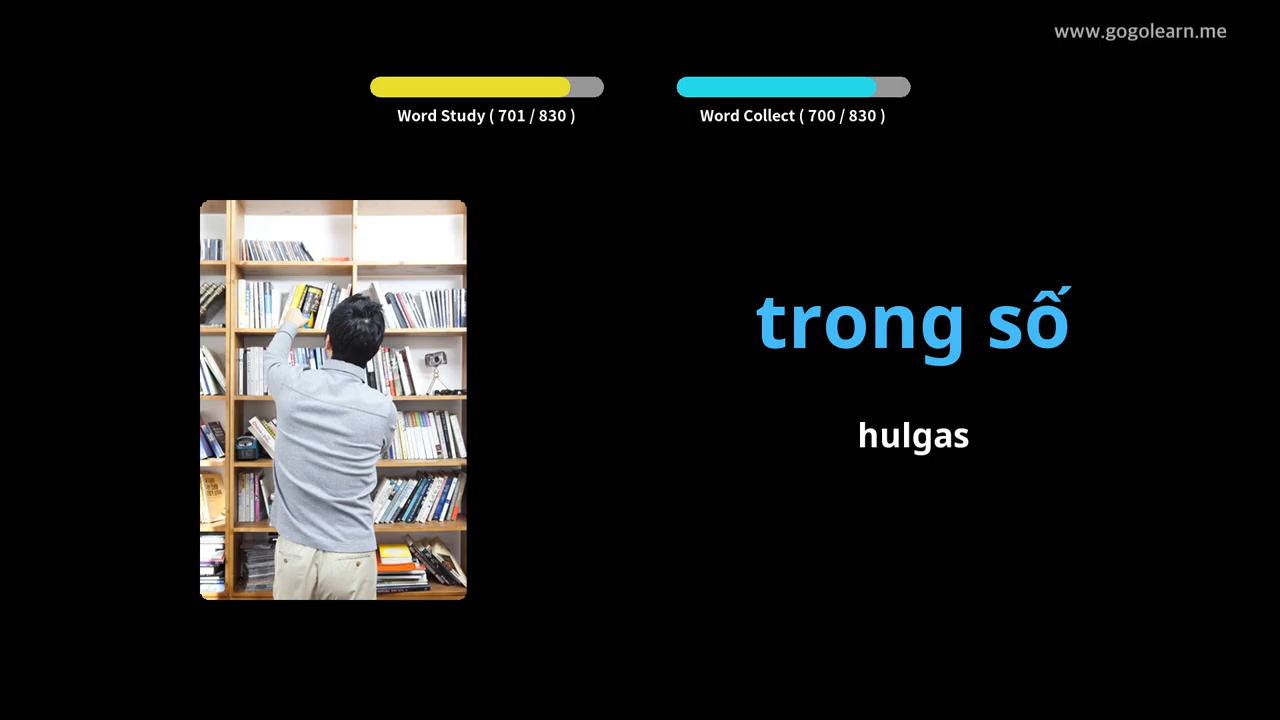 www.gogolearn.me
Word Study ( 701 / 830 )
Word Collect ( 700 / 830 )
trong số
hulgas